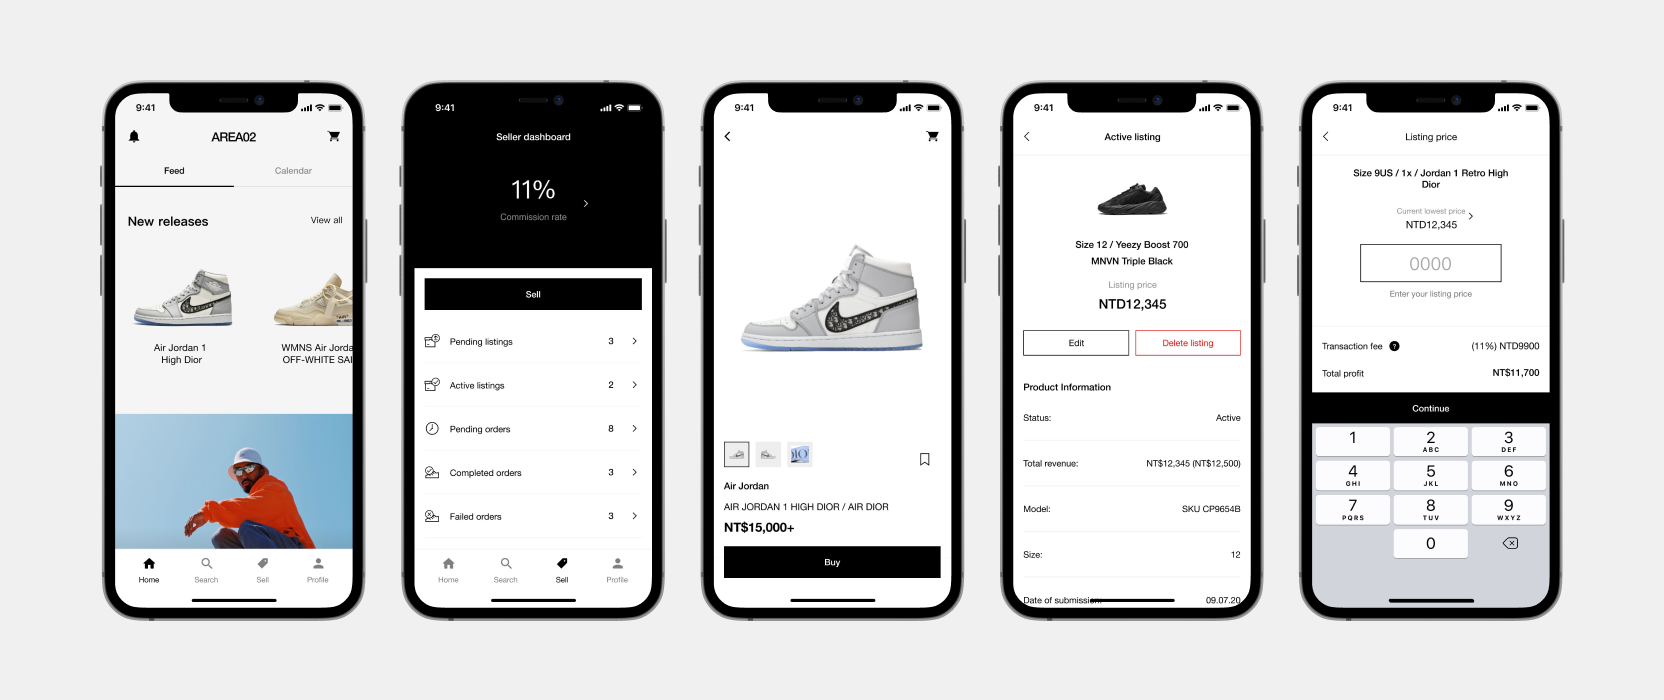 9:41
AREA02
Feed
Calendar
New releases
View all
Air Jordan 1
High Dior
WMNS Air Jorda
OFF-WHITE SAI
Home
Search
Sell
Profile
9:41
Seller dashboard
11%
Commission rate
Sell
Pending listings 3
Active listings 2
Pending orders 8
Completed orders 3
Failed orders 3
Home
Search
Sell
Profile
9:41
Air Jordan
AIR JORDAN 1 HIGH DIOR / AIR DIOR
NT$15,000+
Buy
9:41
Active listing
Size 12 / Yeezy Boost 700
MNVN Triple Black
Listing price
NTD12,345
Edit
Delete listing
Product Information
Status: Active
Total revenue: NT$12,345 (NT$12,500)
Model: SKU CP9654B
Size: 12
Date of submission: 09.07.20
9:41
Listing price
Size 9US / 1x / Jordan 1 Retro High
Dior
Current lowest price
NTD12,345
0000
Enter your listing price
Transaction fee ? (11%) NTD9900
Total profit NT$11,700
Continue
1
2
ABC
3
DEF
4
GHI
5
JKL
6
MNO
7
PQRS
8
TUV
9
WXYZ
0